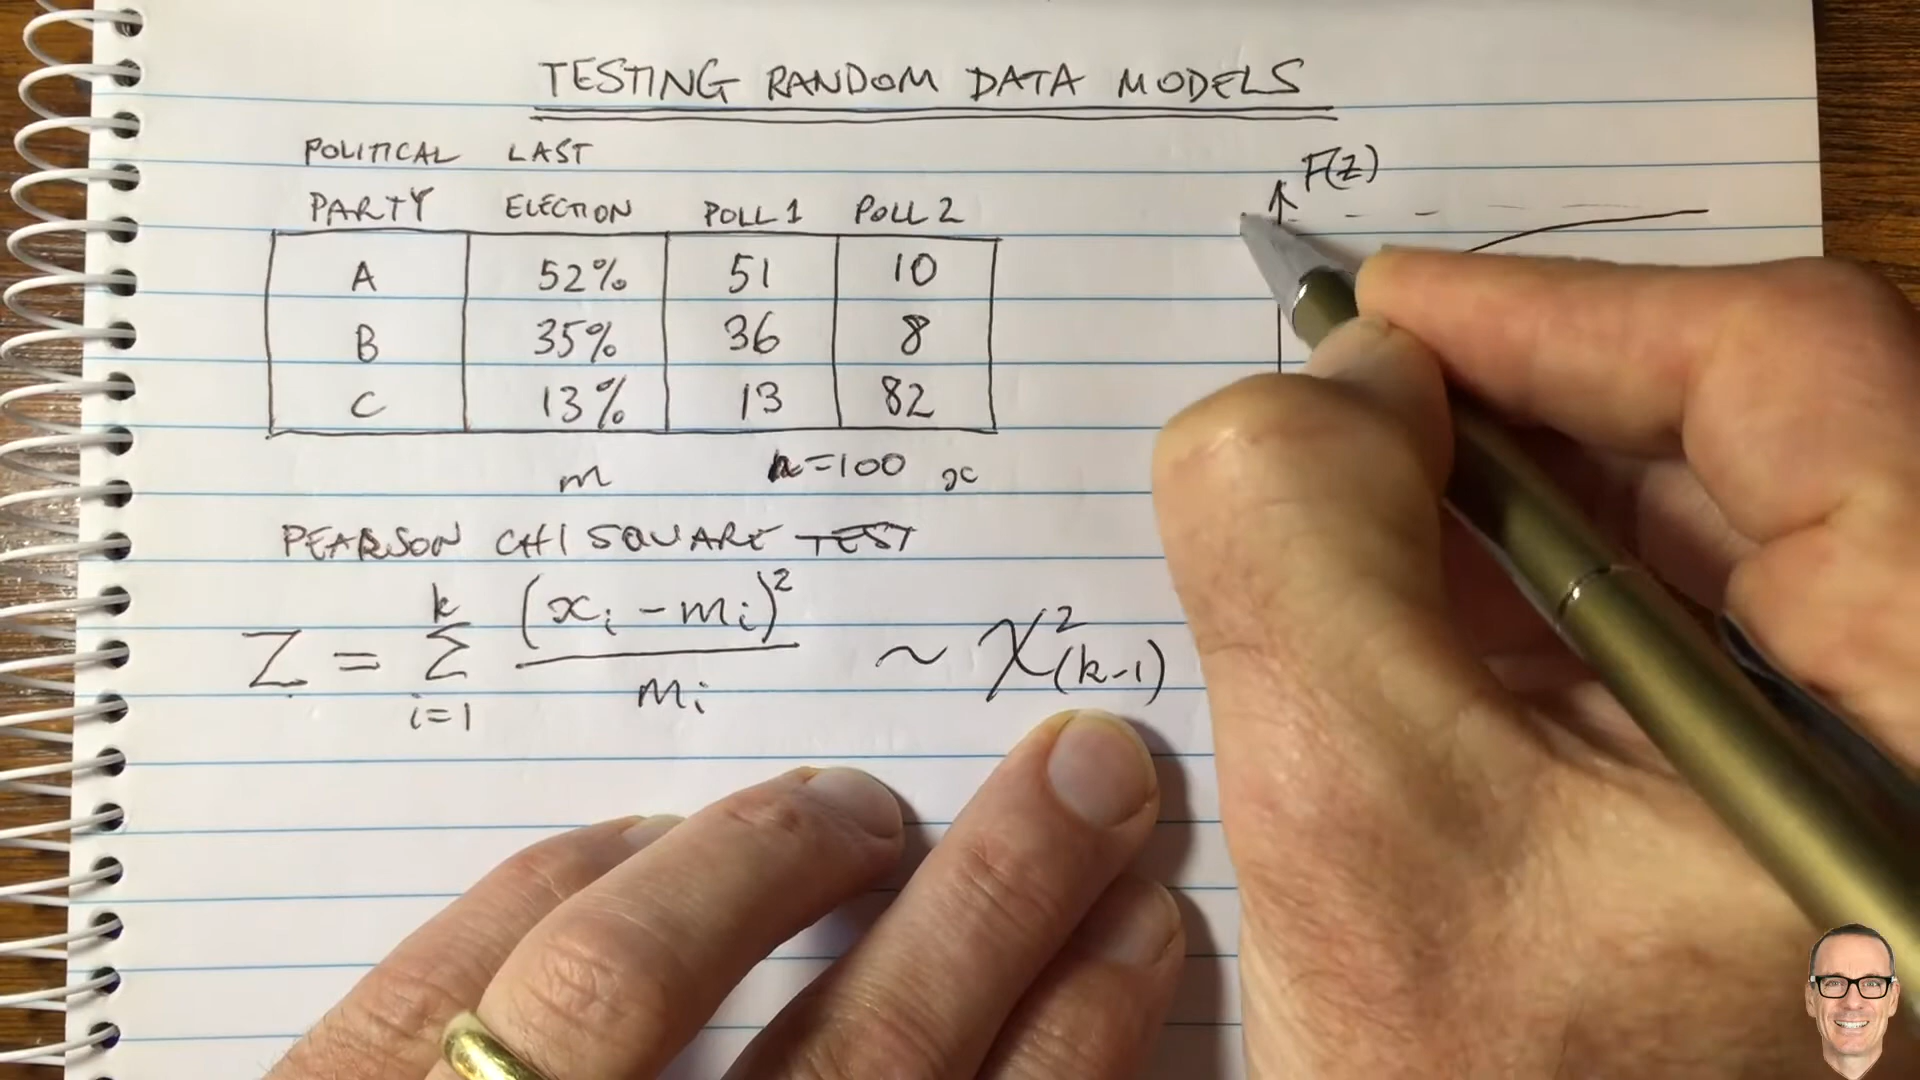 TESTING RANDOM DATA MODELS
POLITICAL LAST
PARTY ELECTION POLL 1 POLL 2
A 52% 51 10
B 35% 36 8
C 13% 13 82
m n=100 x
PEARSON CHI SQUARE TEST
Z = k Σ i=1 (xᵢ - mᵢ)² / mᵢ ~ χ²(k-1)
F(z)